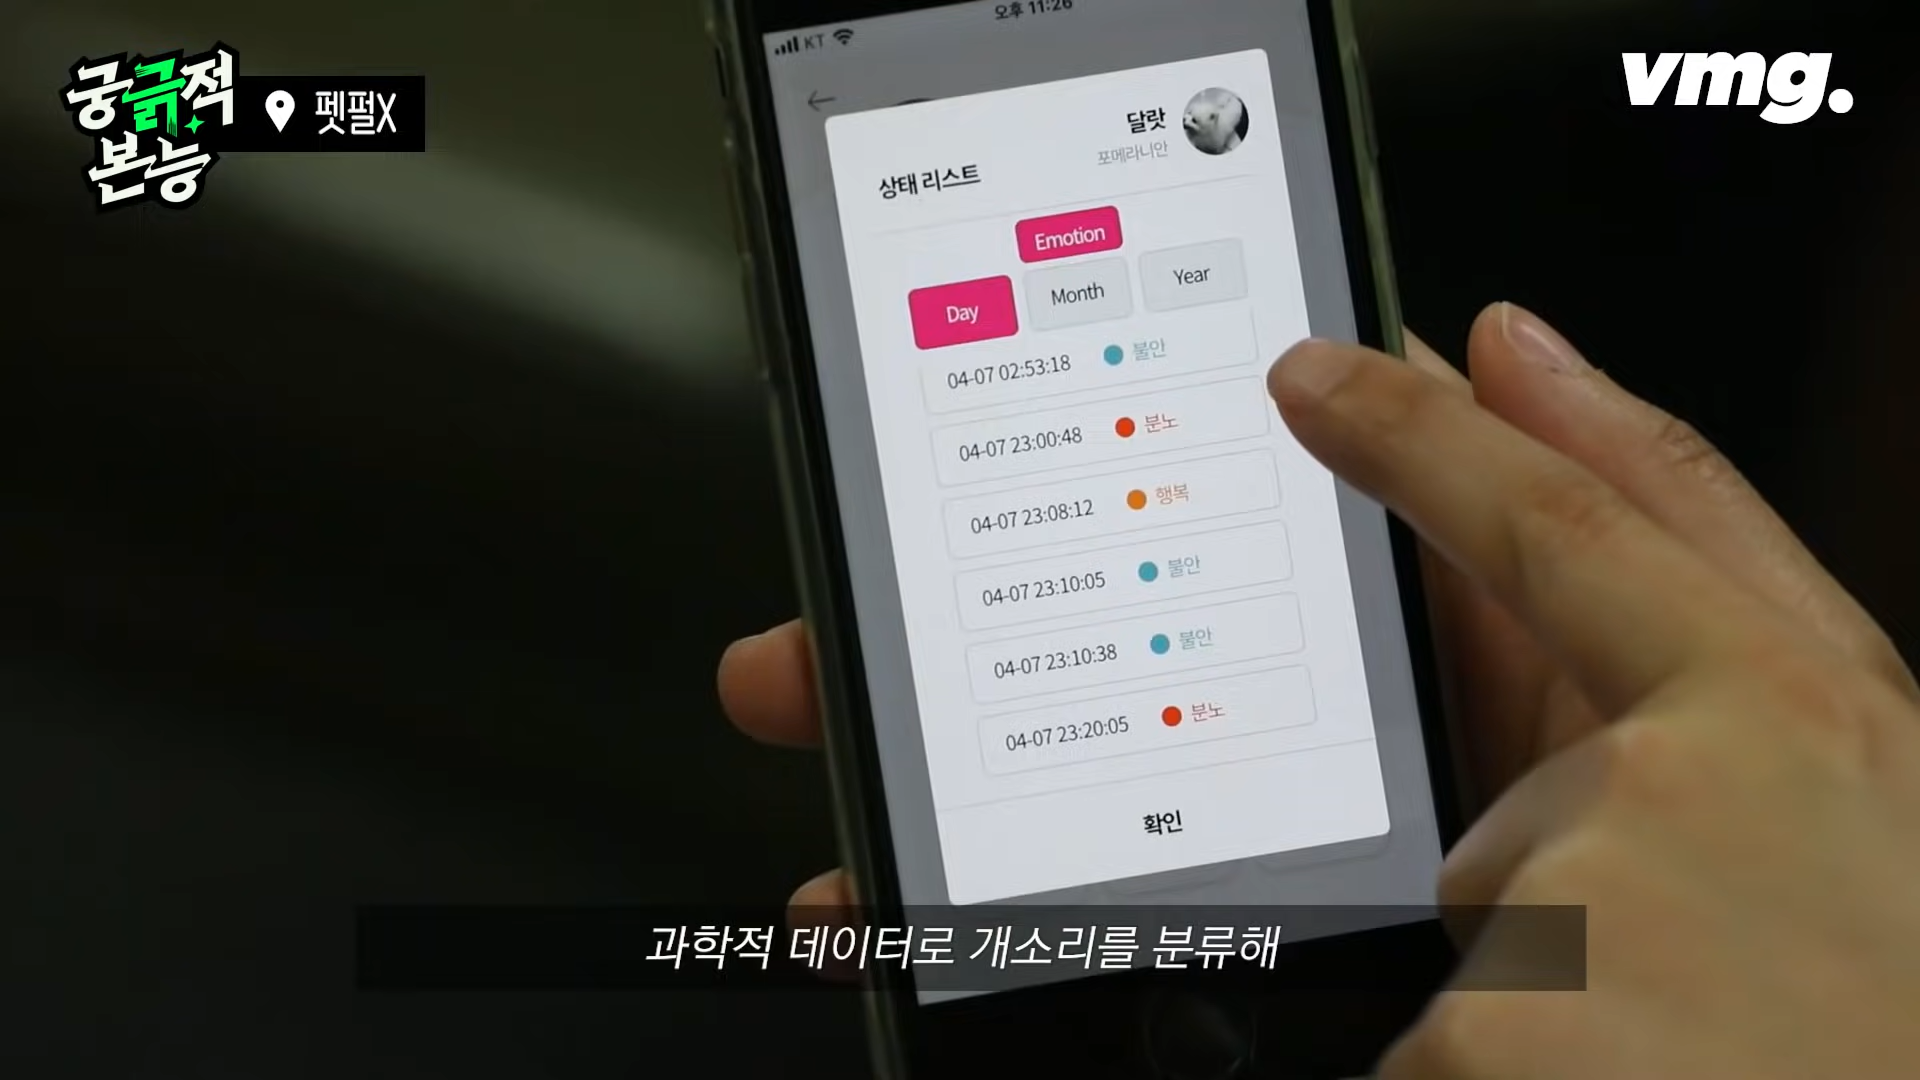 궁긁적
본능
펫펄X
vmg.
오후 11:26
KT
달랏
포메라니안
상태 리스트
Emotion
Day
Month
Year
04-07 02:53:18 불안
04-07 23:00:48 분노
04-07 23:08:12 행복
04-07 23:10:05 불안
04-07 23:10:38 불안
04-07 23:20:05 분노
확인
과학적 데이터로 개소리를 분류해